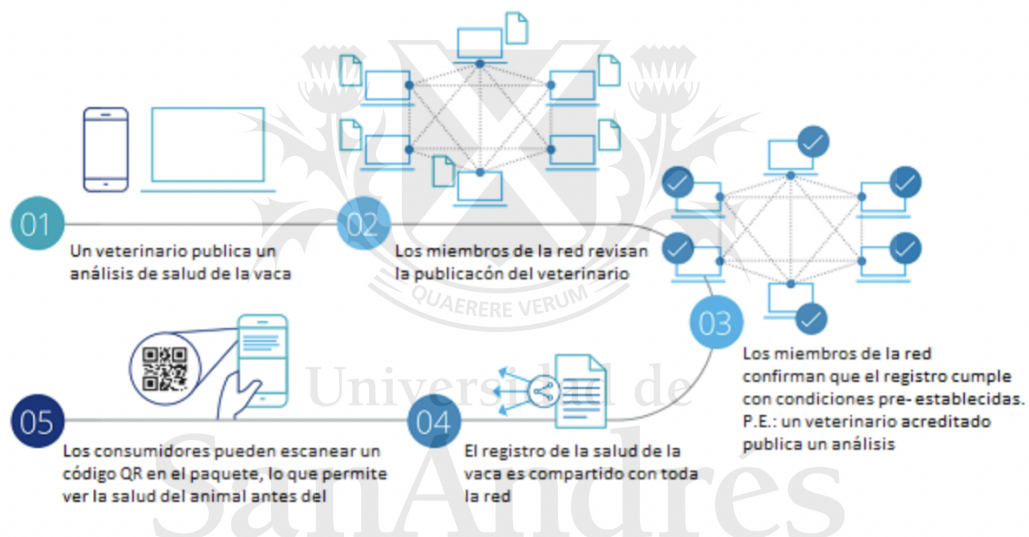 01
Un veterinario publica un
análisis de salud de la vaca
02
Los miembros de la red revisan
la publicacón del veterinario
03
Los miembros de la red
confirman que el registro cumple
con condiciones pre- establecidas.
P.E.: un veterinario acreditado
publica un análisis
04
El registro de la salud de la
vaca es compartido con toda
la red
05
Los consumidores pueden escanear un
código QR en el paquete, lo que permite
ver la salud del animal antes del
QUAERERE VERUM
Universidad de
SanAndrés